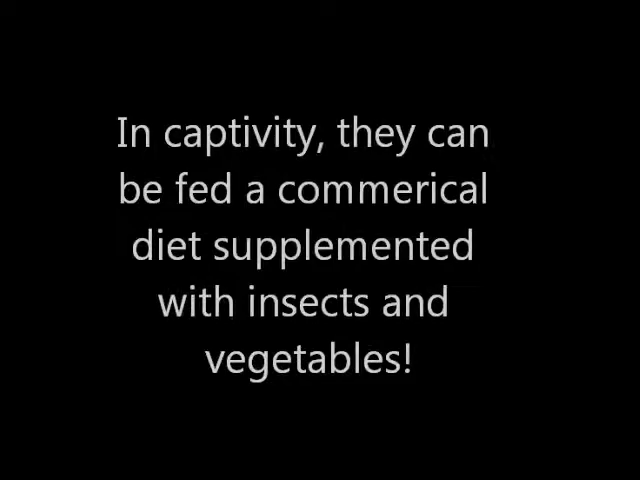 In captivity, they can
be fed a commerical
diet supplemented
with insects and
vegetables!